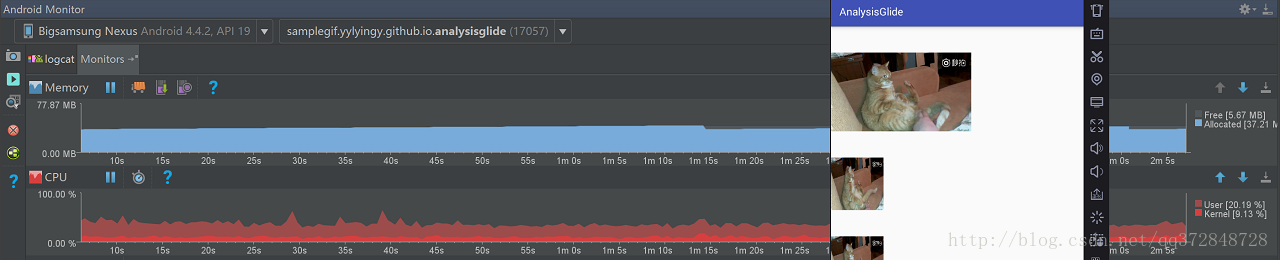 Android Monitor
Bigsamsung Nexus Android 4.4.2, API 19
samplegif.yylyingy.github.io.analysisglide (17057)
logcat
Monitors
Memory
77.87 MB
0.00 MB
Free [5.67 MB]
Allocated [37.21 M
10s 15s 20s 25s 30s 35s 40s 45s 50s 55s 1m 0s 1m 5s 1m 10s 1m 15s 1m 20s 1m 25s m 0s 2m 5s
CPU
100.00 %
0.00 %
User [20.19 %]
Kernel [9.13 %]
10s 15s 20s 25s 30s 35s 40s 45s 50s 55s 1m 0s 1m 5s 1m 10s 1m 15s 1m 20s 1m 25s m 0s 2m 5s
AnalysisGlide
秒拍
http://blog.csdn.net/qq372848728